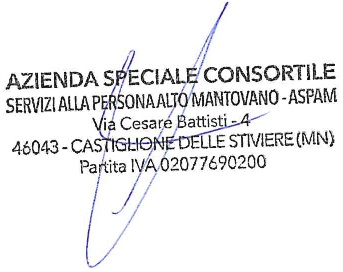 AZIENDA SPECIALE CONSORTILE
SERVIZI ALLA PERSONA ALTO MANTOVANO - ASPAM
Via Cesare Battisti - 4
46043 - CASTIGLIONE DELLE STIVIERE (MN)
Partita IVA 02077690200